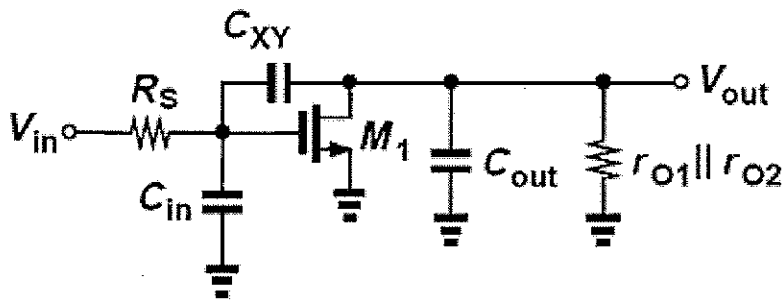 C_XY
R_S
V_in
M_1
V_out
C_out
r_O1 || r_O2
C_in